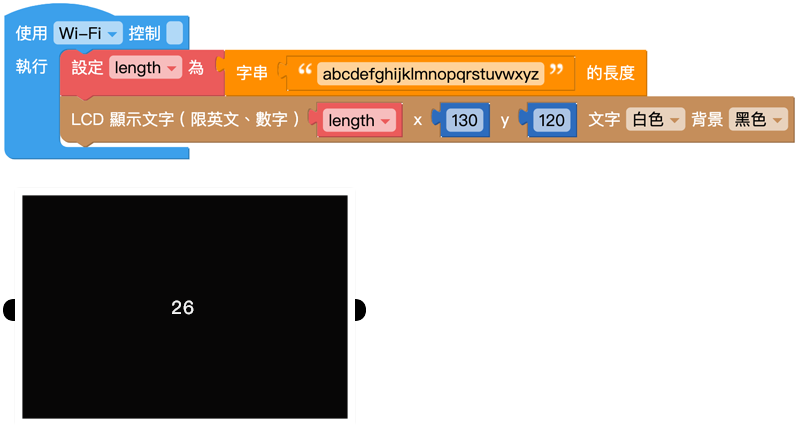 使用 Wi-Fi 控制
執行 設定 length 為 字串 “ abcdefghijklmnopqrstuvwxyz ” 的長度
LCD 顯示文字（限英文、數字） length x 130 y 120 文字 白色 背景 黑色
26